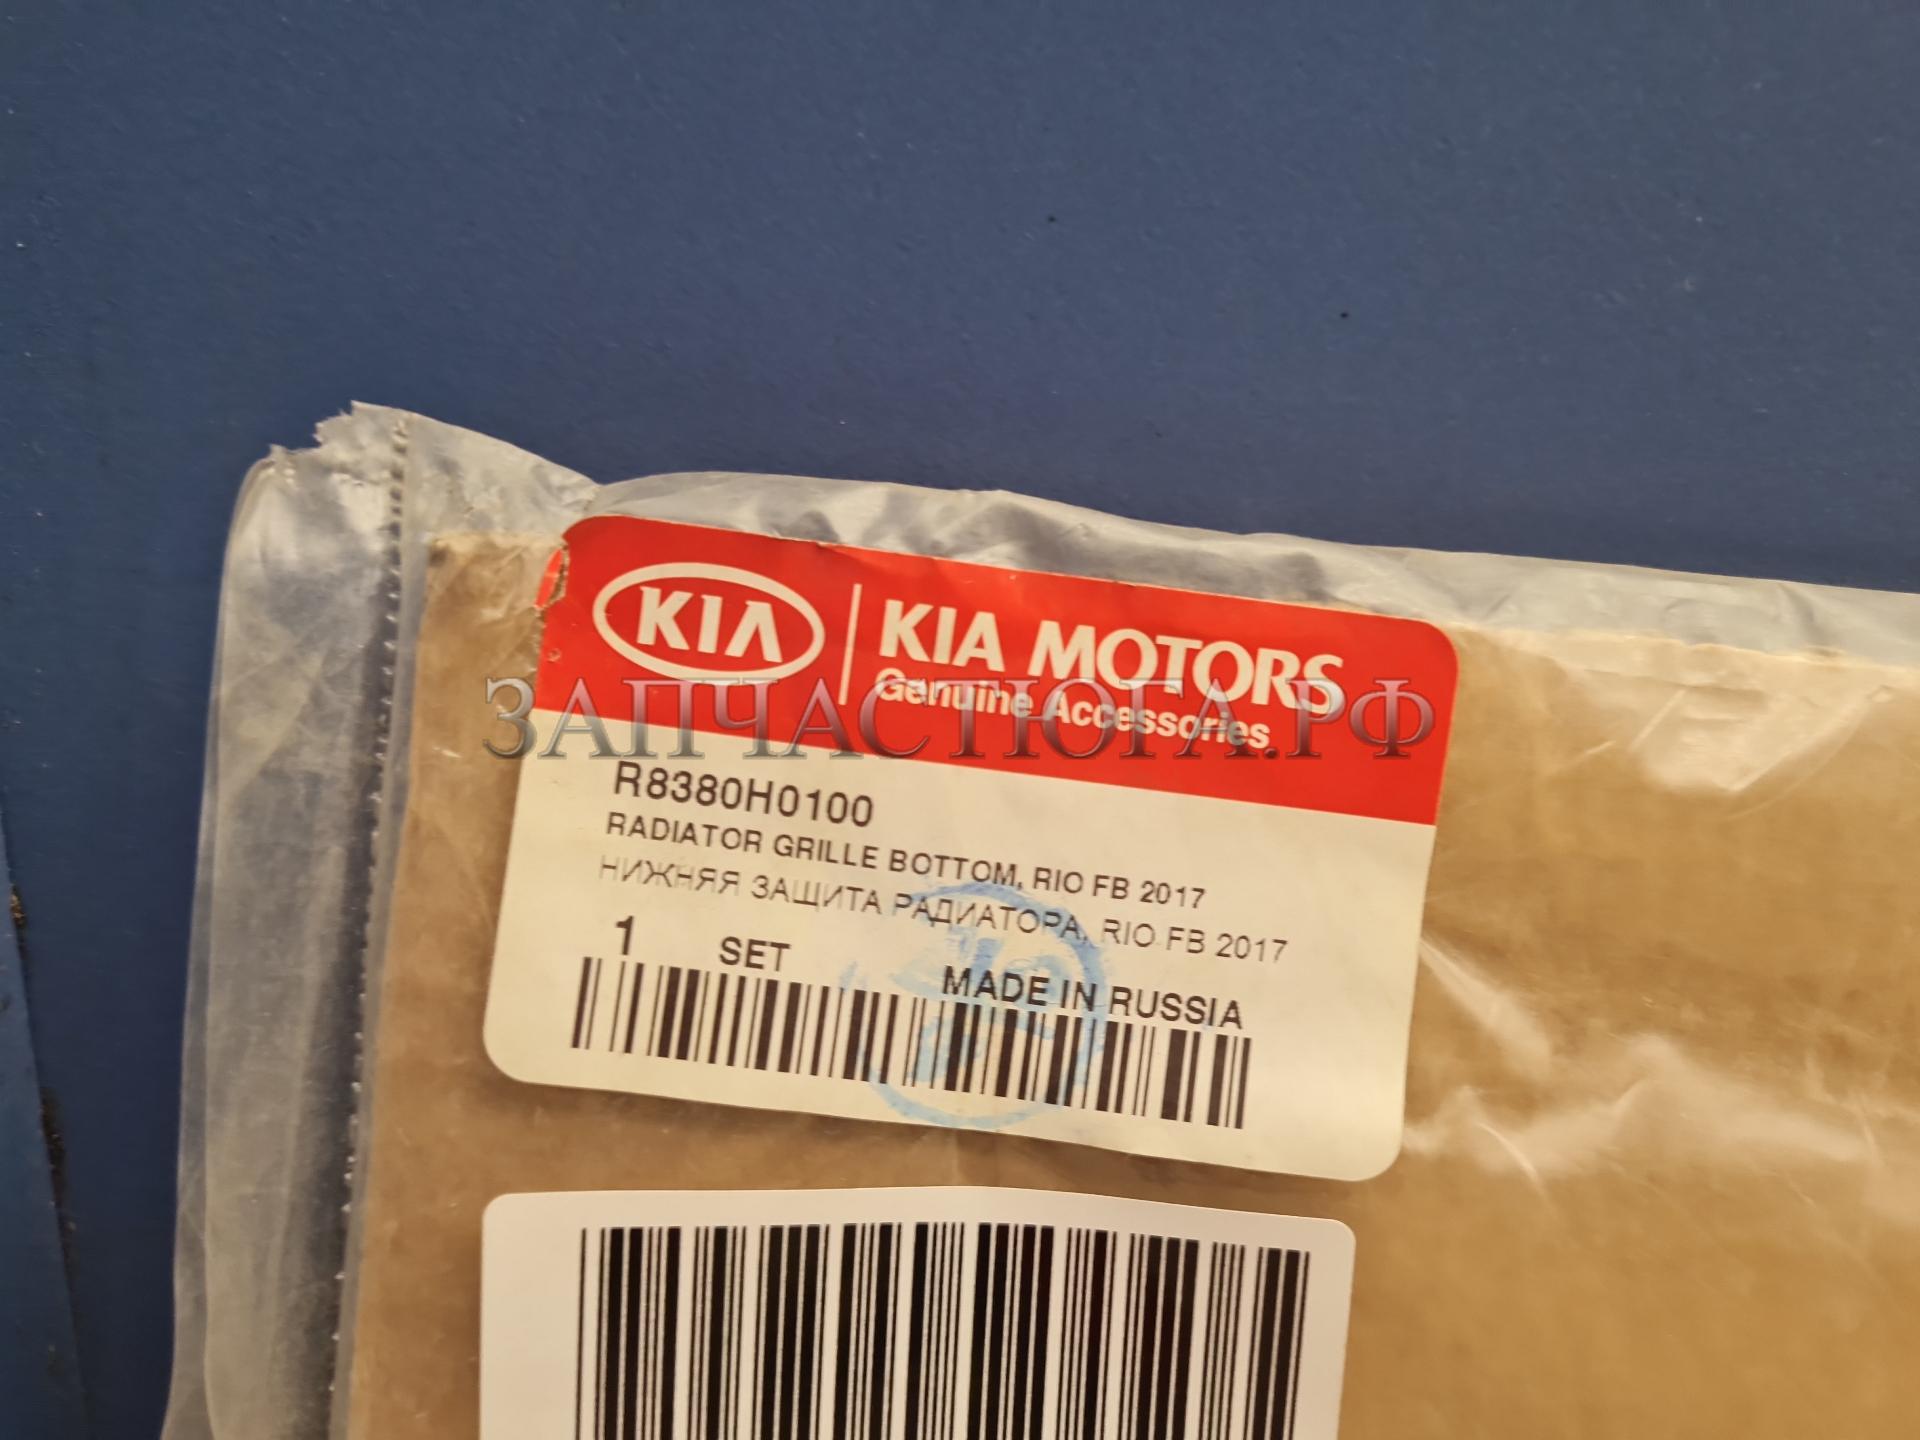 KIA
KIA MOTORS
Genuine Accessories
ЗАПЧАСТЮГА.РФ
R8380H0100
RADIATOR GRILLE BOTTOM, RIO FB 2017
НИЖНЯЯ ЗАЩИТА РАДИАТОРА, RIO FB 2017
1 SET
MADE IN RUSSIA